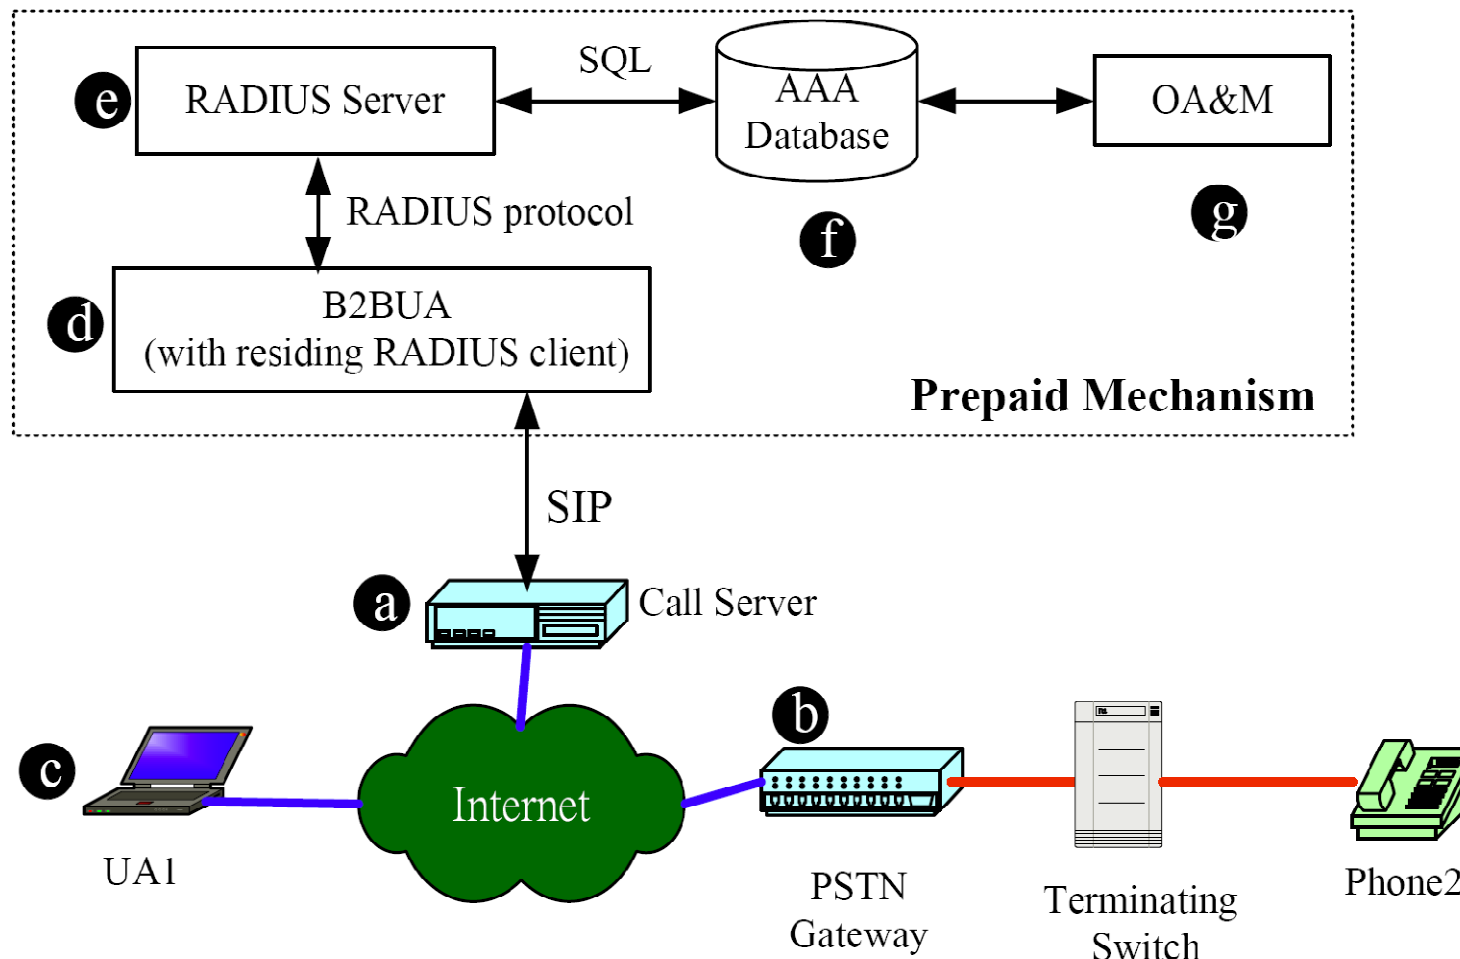 SQL
AAA
Database
e
RADIUS Server
OA&M
RADIUS protocol
f
g
d
B2BUA
(with residing RADIUS client)
Prepaid Mechanism
SIP
a
Call Server
b
c
Internet
UA1
PSTN
Gateway
Terminating
Switch
Phone2